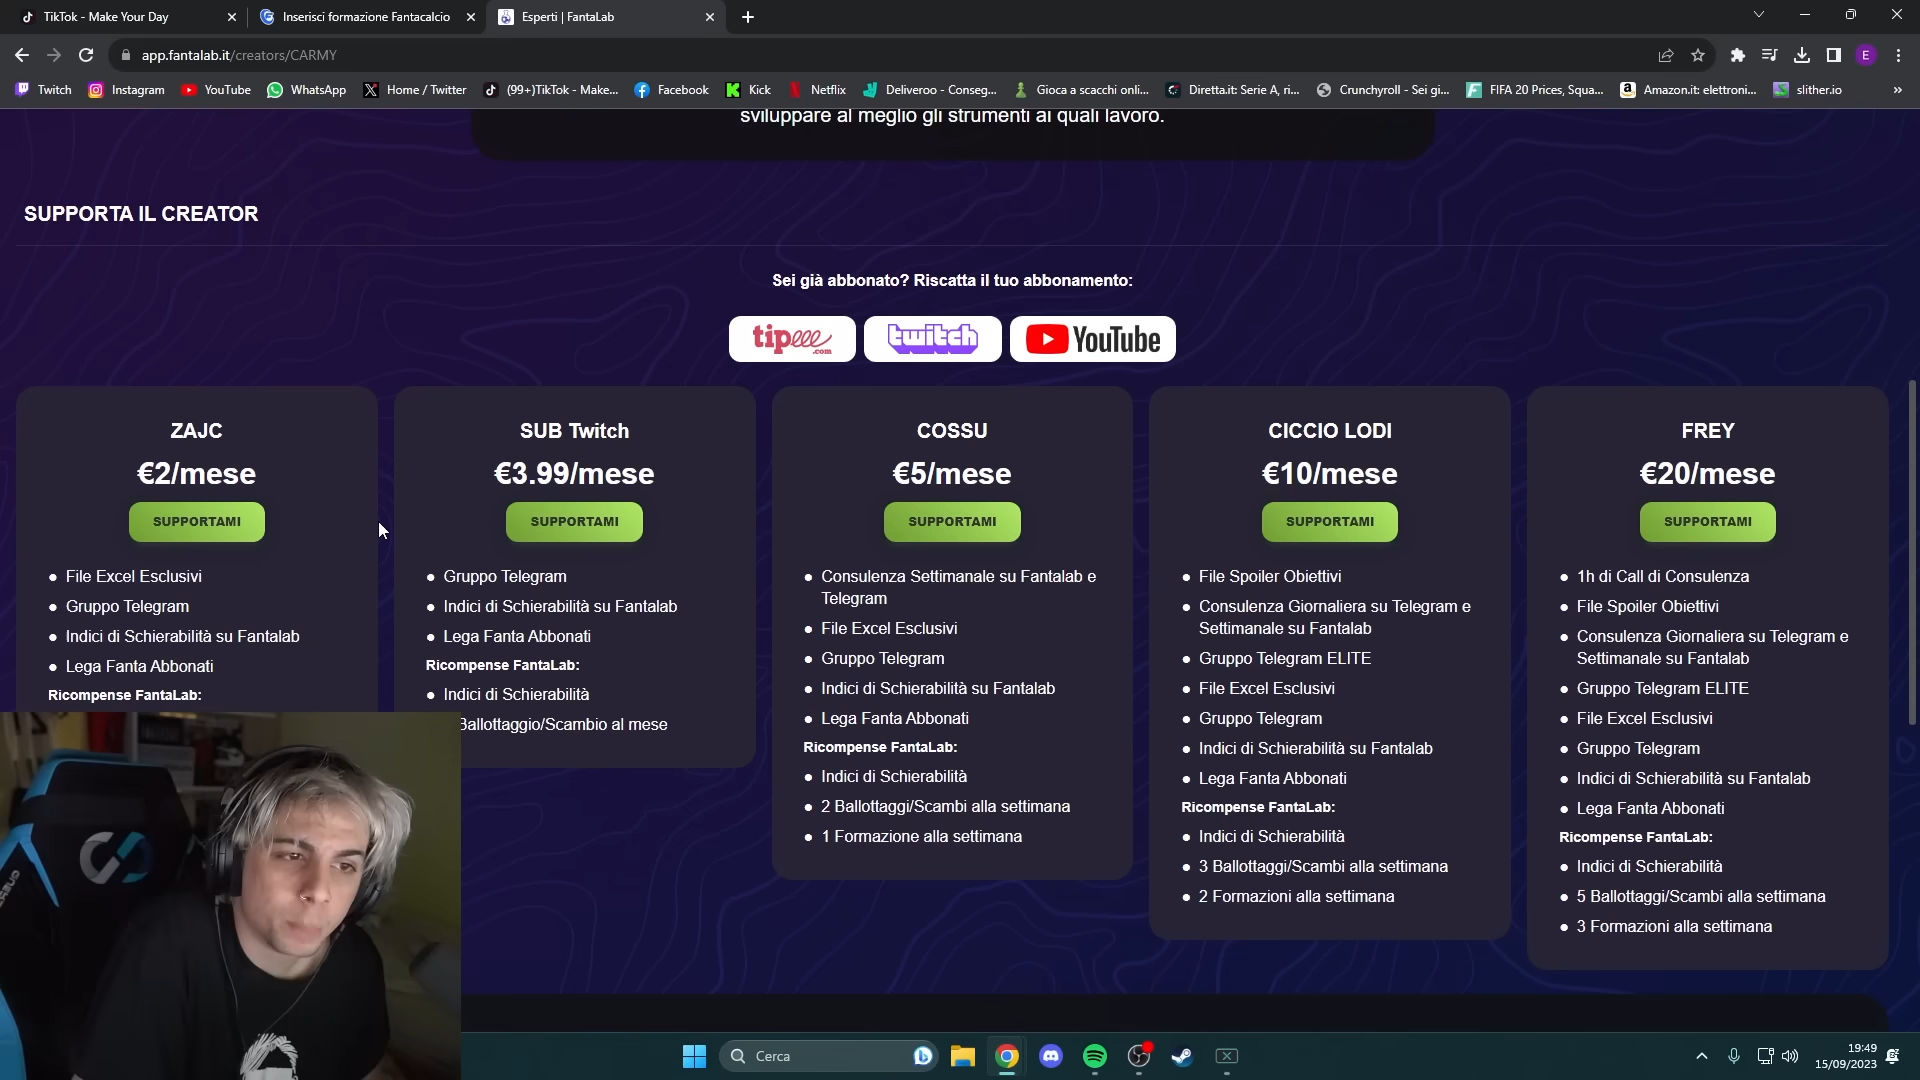 TikTok - Make Your Day
Inserisci formazione Fantacalcio
Esperti | FantaLab
app.fantalab.it/creators/CARMY
E
Twitch
Instagram
YouTube
WhatsApp
Home / Twitter
(99+)TikTok - Make...
Facebook
Kick
Netflix
Deliveroo - Conseg...
Gioca a scacchi onli...
Diretta.it: Serie A, ri...
Crunchyroll - Sei gi...
FIFA 20 Prices, Squa...
Amazon.it: elettroni...
slither.io
sviluppare al meglio gli strumenti ai quali lavoro.
SUPPORTA IL CREATOR
Sei già abbonato? Riscatta il tuo abbonamento:
tipeee.com
twitch
YouTube
ZAJC
€2/mese
SUPPORTAMI
File Excel Esclusivi
Gruppo Telegram
Indici di Schierabilità su Fantalab
Lega Fanta Abbonati
Ricompense FantaLab:
SUB Twitch
€3.99/mese
SUPPORTAMI
Gruppo Telegram
Indici di Schierabilità su Fantalab
Lega Fanta Abbonati
Ricompense FantaLab:
Indici di Schierabilità
Ballottaggio/Scambio al mese
COSSU
€5/mese
SUPPORTAMI
Consulenza Settimanale su Fantalab e
Telegram
File Excel Esclusivi
Gruppo Telegram
Indici di Schierabilità su Fantalab
Lega Fanta Abbonati
Ricompense FantaLab:
Indici di Schierabilità
2 Ballottaggi/Scambi alla settimana
1 Formazione alla settimana
CICCIO LODI
€10/mese
SUPPORTAMI
File Spoiler Obiettivi
Consulenza Giornaliera su Telegram e
Settimanale su Fantalab
Gruppo Telegram ELITE
File Excel Esclusivi
Gruppo Telegram
Indici di Schierabilità su Fantalab
Lega Fanta Abbonati
Ricompense FantaLab:
Indici di Schierabilità
3 Ballottaggi/Scambi alla settimana
2 Formazioni alla settimana
FREY
€20/mese
SUPPORTAMI
1h di Call di Consulenza
File Spoiler Obiettivi
Consulenza Giornaliera su Telegram e
Settimanale su Fantalab
Gruppo Telegram ELITE
File Excel Esclusivi
Gruppo Telegram
Indici di Schierabilità su Fantalab
Lega Fanta Abbonati
Ricompense FantaLab:
Indici di Schierabilità
5 Ballottaggi/Scambi alla settimana
3 Formazioni alla settimana
Cerca
19:49
15/09/2023